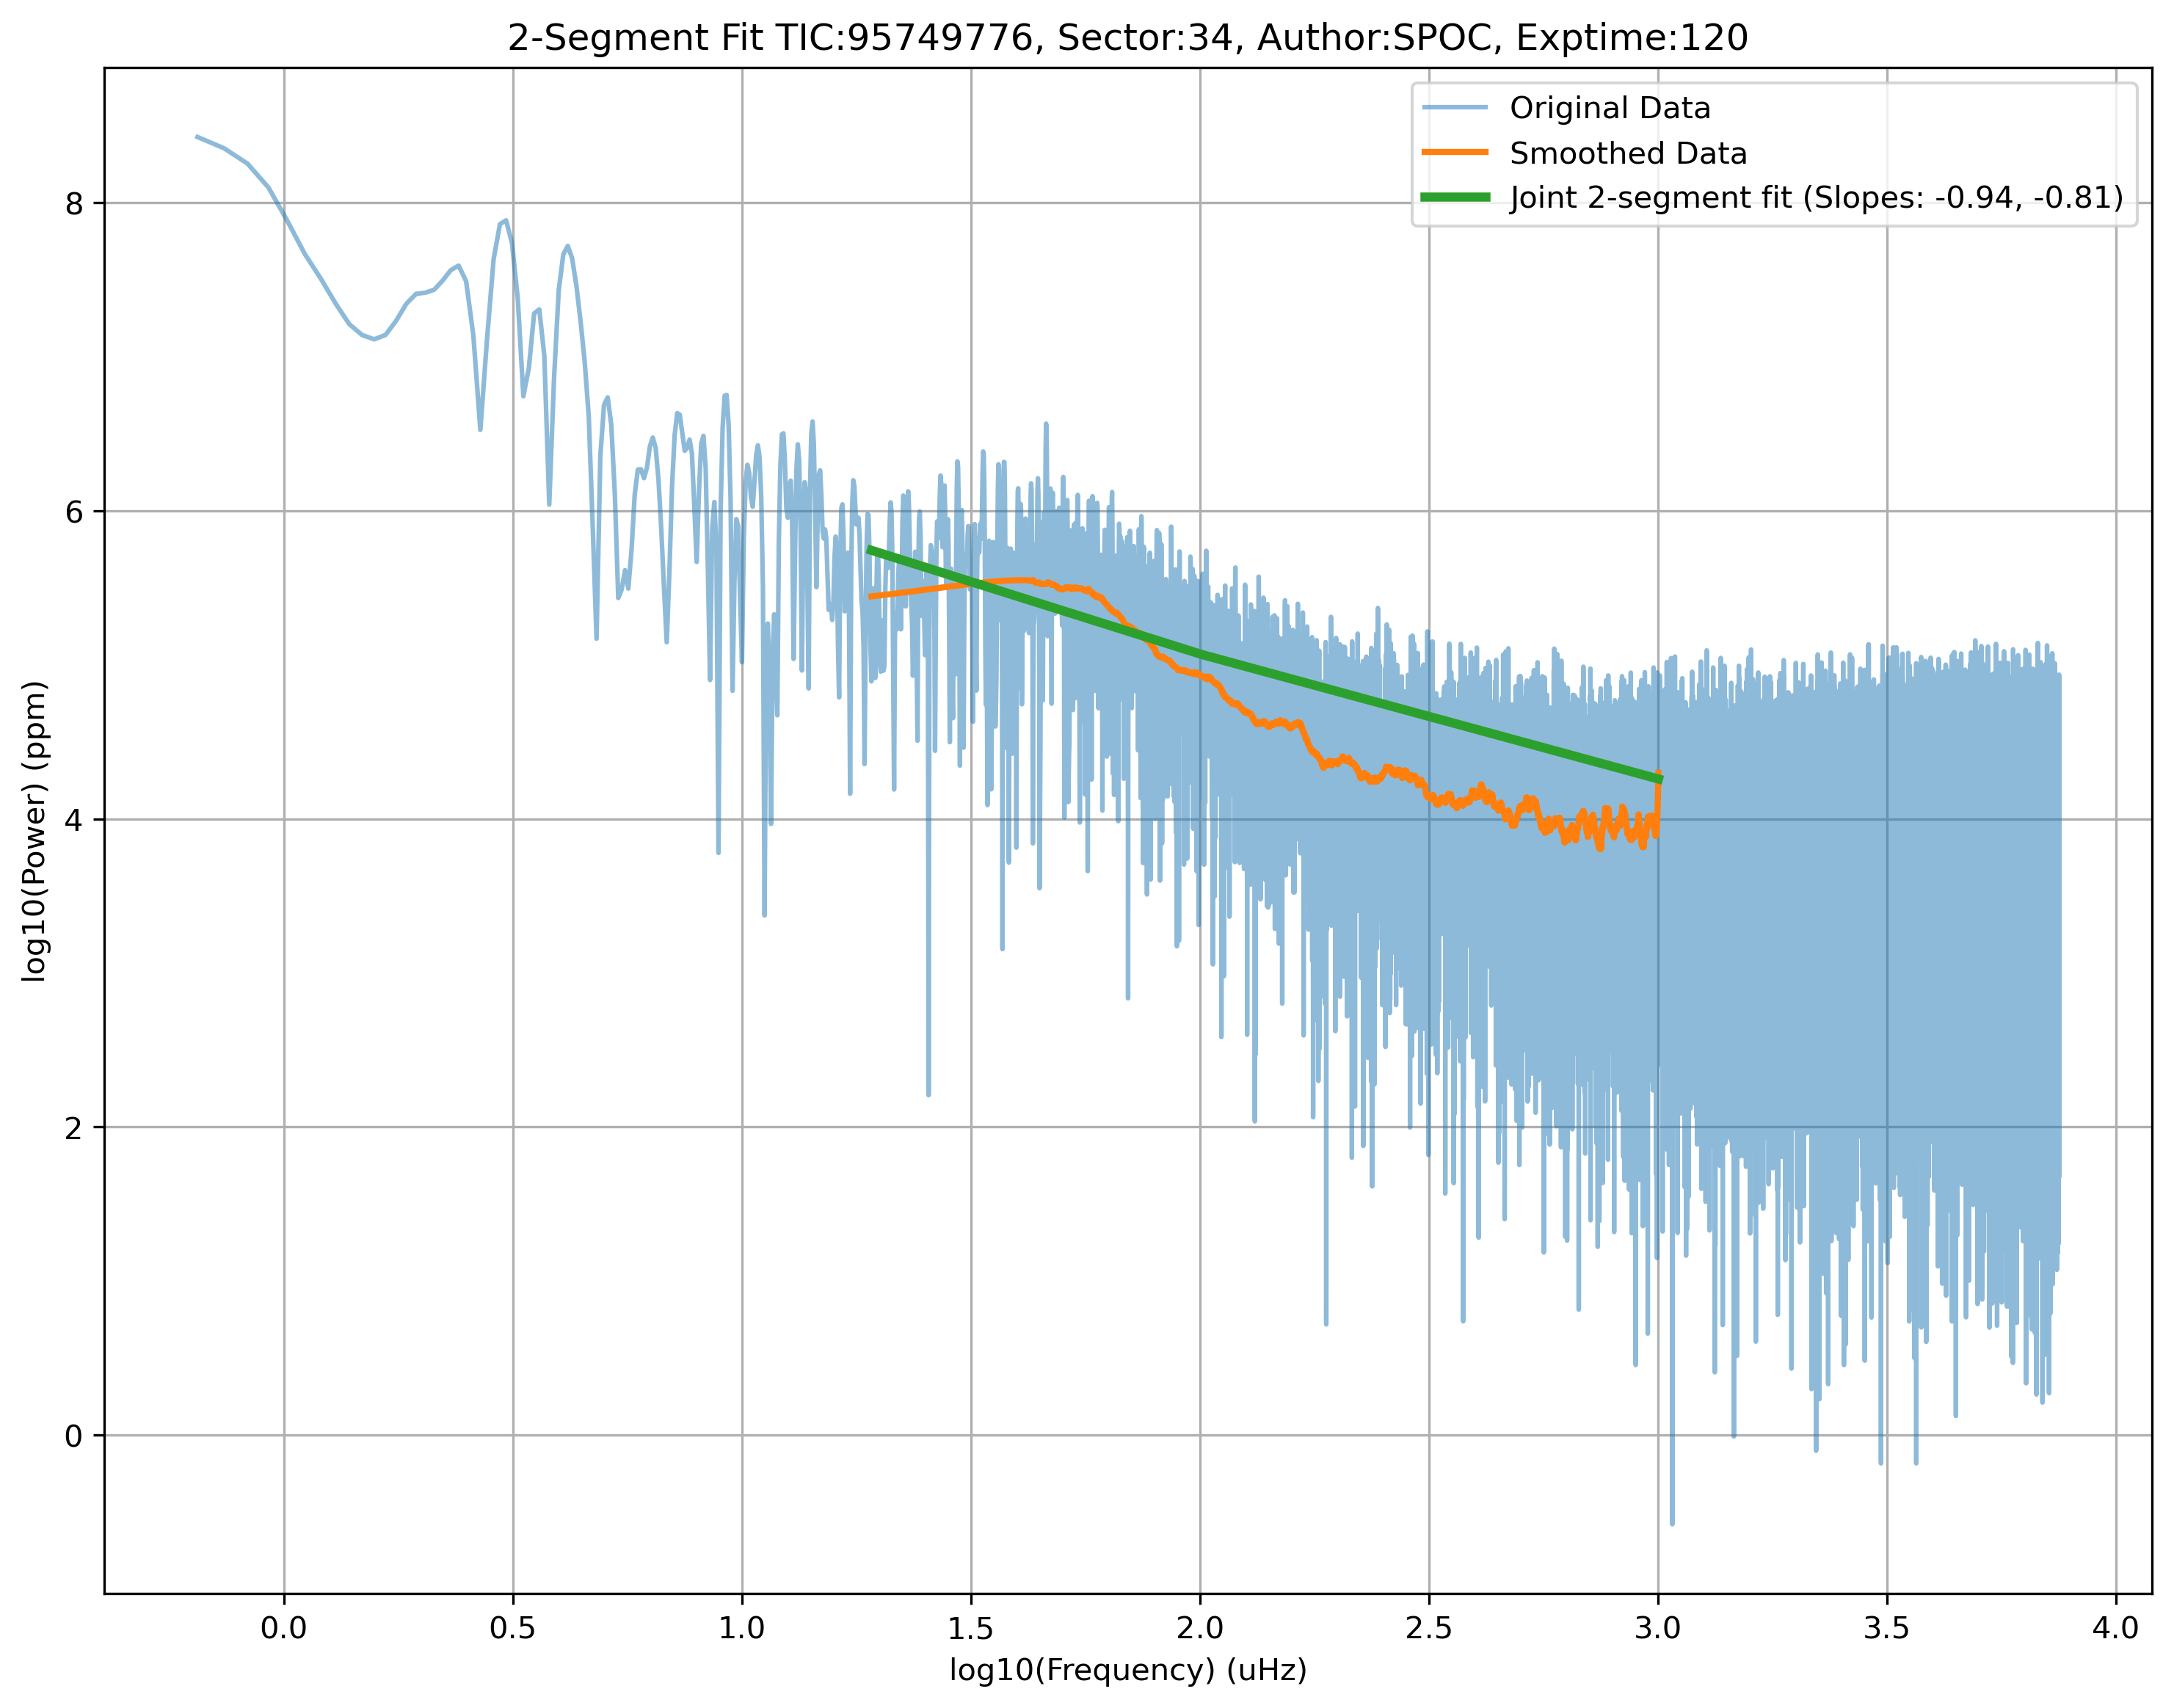 2-Segment Fit TIC:95749776, Sector:34, Author:SPOC, Exptime:120
Original Data
Smoothed Data
Joint 2-segment fit (Slopes: -0.94, -0.81)
log10(Power) (ppm)
8
6
4
2
0
0.0 0.5 1.0 1.5 2.0 2.5 3.0 3.5 4.0
log10(Frequency) (uHz)